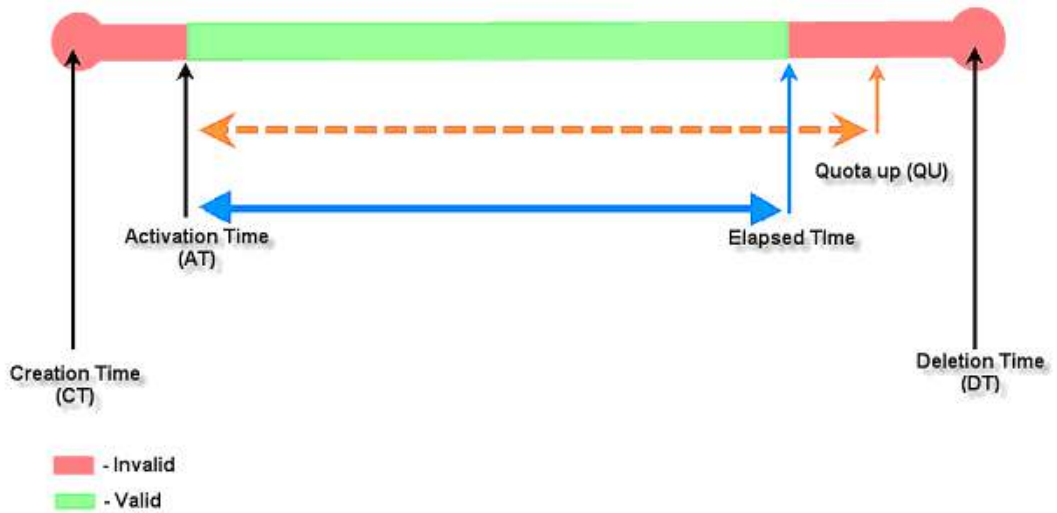 Quota up (QU)
Activation Time
(AT)
Elapsed TIme
Creation Time
(CT)
Deletion Time
(DT)
- Invalid
- Valid